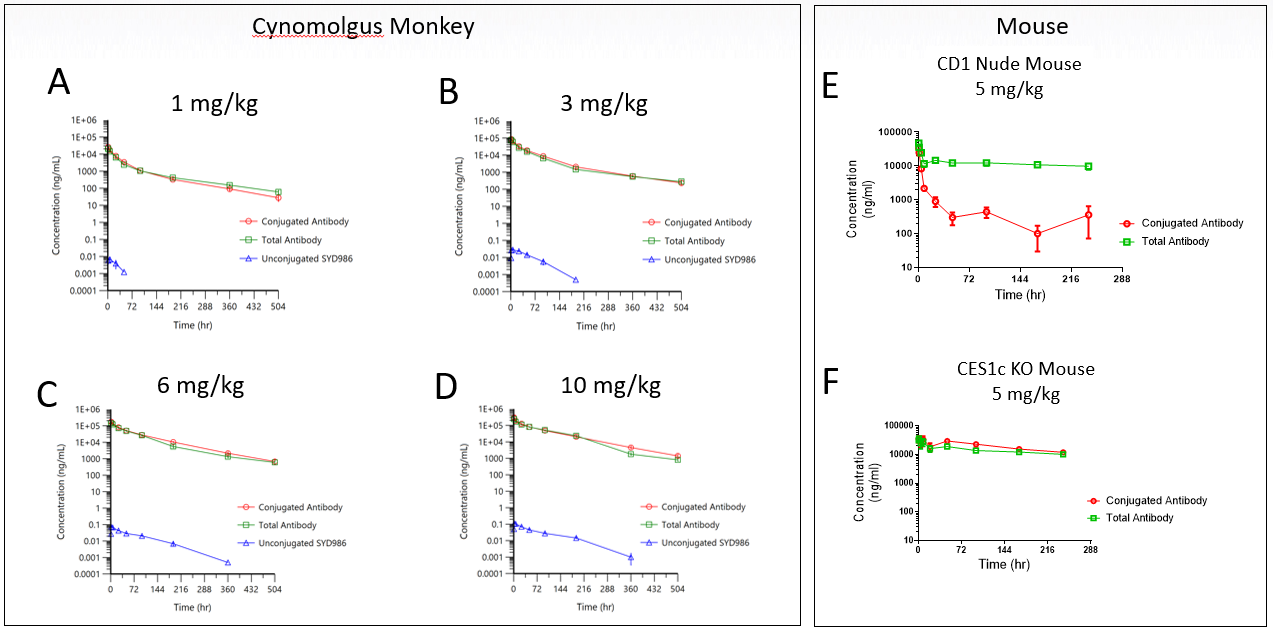 Cynomolgus Monkey
A
1 mg/kg
Concentration (ng/mL)
1E+06
1E+05
1E+04
1000
100
10
1
0.1
0.01
0.001
0.0001
0 72 144 216 288 360 432 504
Time (hr)
Conjugated Antibody
Total Antibody
Unconjugated SYD986
B
3 mg/kg
Concentration (ng/mL)
1E+06
1E+05
1E+04
1000
100
10
1
0.1
0.01
0.001
0.0001
0 72 144 216 288 360 432 504
Time (hr)
Conjugated Antibody
Total Antibody
Unconjugated SYD986
C
6 mg/kg
Concentration (ng/mL)
1E+06
1E+05
1E+04
1000
100
10
1
0.1
0.01
0.001
0.0001
0 72 144 216 288 360 432 504
Time (hr)
Conjugated Antibody
Total Antibody
Unconjugated SYD986
D
10 mg/kg
Concentration (ng/mL)
1E+06
1E+05
1E+04
1000
100
10
1
0.1
0.01
0.001
0.0001
0 72 144 216 288 360 432 504
Time (hr)
Conjugated Antibody
Total Antibody
Unconjugated SYD986
Mouse
E
CD1 Nude Mouse
5 mg/kg
Concentration
(ng/ml)
100000
10000
1000
100
10
0 72 144 216 288
Time (hr)
Conjugated Antibody
Total Antibody
F
CES1c KO Mouse
5 mg/kg
Concentration
(ng/ml)
100000
10000
1000
100
10
0 72 144 216 288
Time (hr)
Conjugated Antibody
Total Antibody